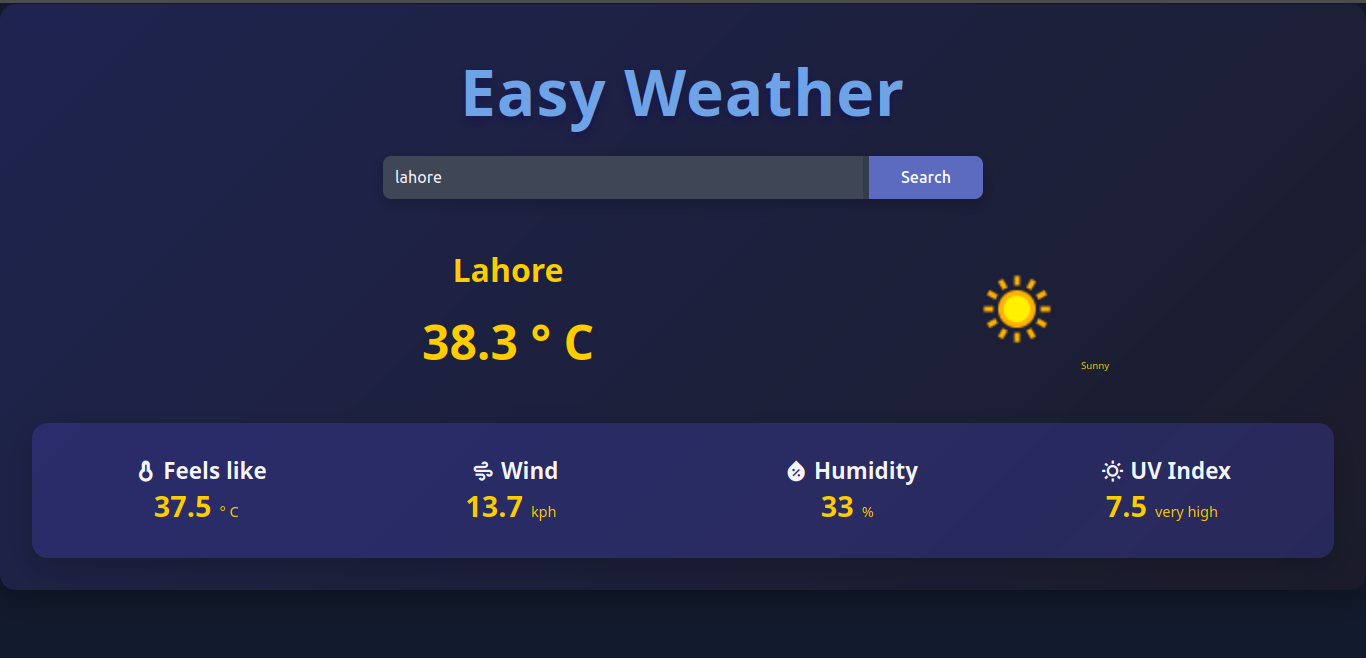 Easy Weather
lahore
Search
Lahore
38.3 ° C
Sunny
Feels like
37.5 ° C
Wind
13.7 kph
Humidity
33 %
UV Index
7.5 very high